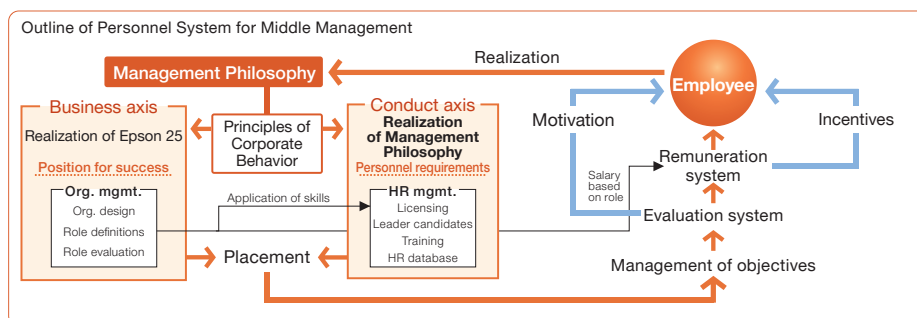 Outline of Personnel System for Middle Management
Realization
Management Philosophy
Employee
Business axis
Realization of Epson 25
Principles of
Corporate
Behavior
Conduct axis
Realization
of Management
Philosophy
Motivation
Incentives
Position for success
Personnel requirements
Org. mgmt.
Org. design
Role definitions
Role evaluation
Application of skills
HR mgmt.
Licensing
Leader candidates
Training
HR database
Salary
based
on role
Remuneration
system
Evaluation system
Placement
Management of objectives